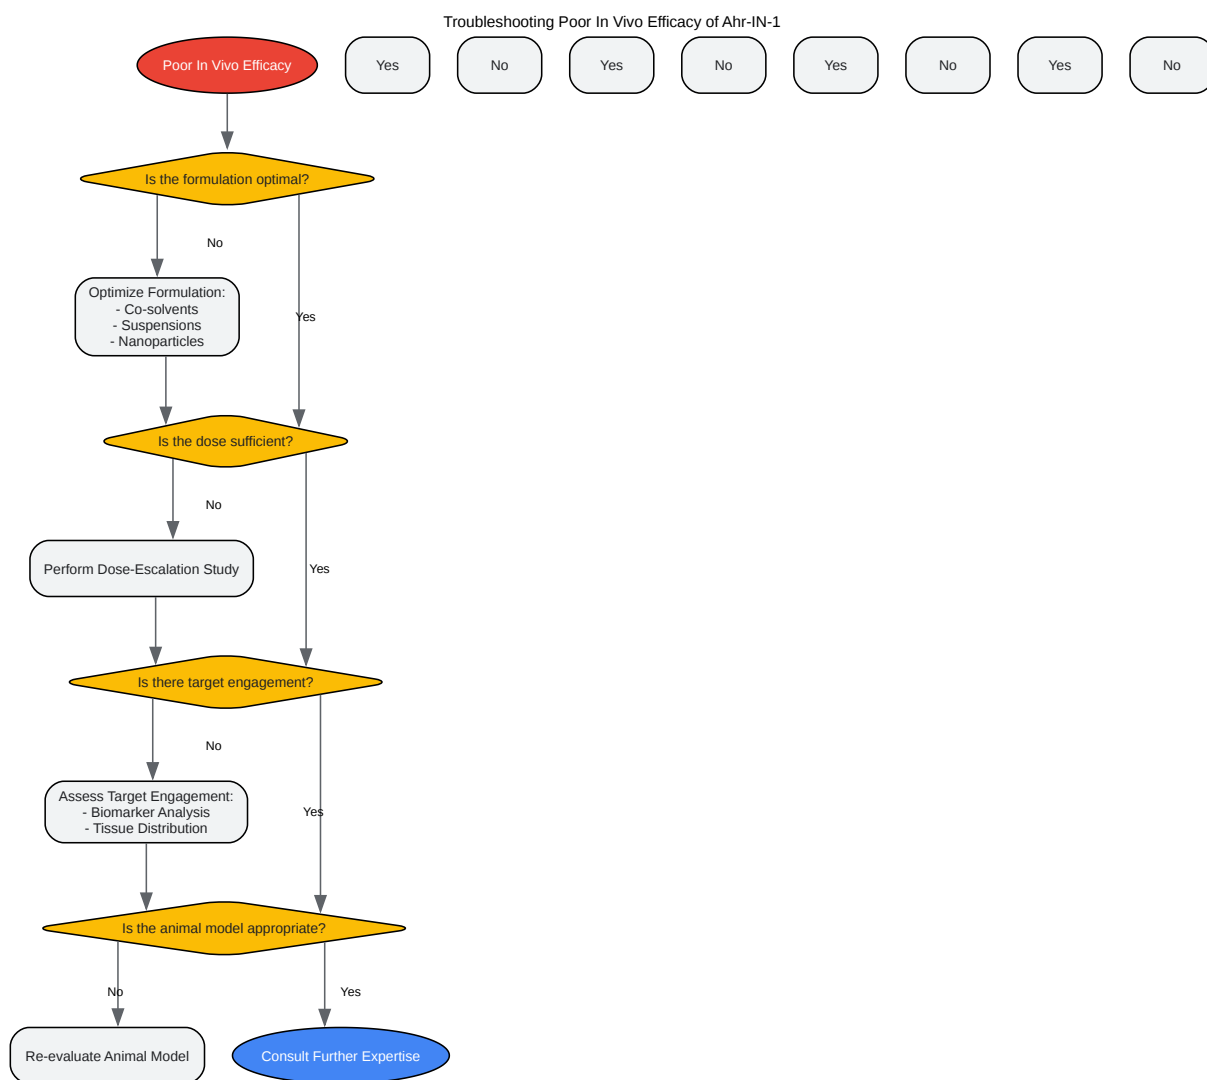 Troubleshooting Poor In Vivo Efficacy of Ahr-IN-1
Poor In Vivo Efficacy
Yes
No
Yes
No
Yes
No
Yes
No
Is the formulation optimal?
No
Optimize Formulation:
- Co-solvents
- Suspensions
- Nanoparticles
Yes
Is the dose sufficient?
No
Perform Dose-Escalation Study
Yes
Is there target engagement?
No
Assess Target Engagement:
- Biomarker Analysis
- Tissue Distribution
Yes
Is the animal model appropriate?
No
Yes
Re-evaluate Animal Model
Consult Further Expertise